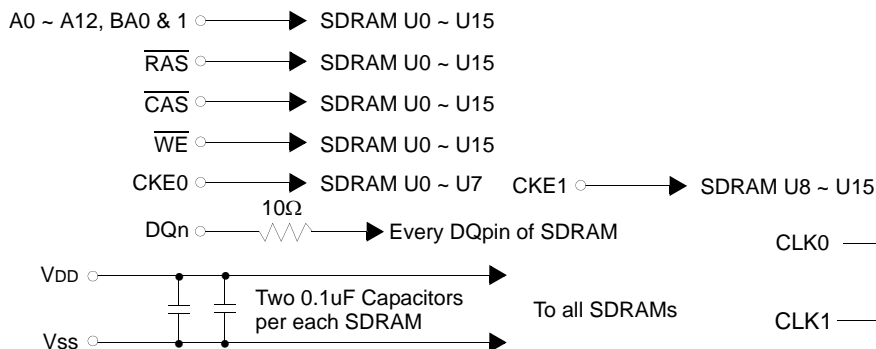 A0 ~ A12, BA0 & 1 SDRAM U0 ~ U15
RAS SDRAM U0 ~ U15
CAS SDRAM U0 ~ U15
WE SDRAM U0 ~ U15
CKE0 SDRAM U0 ~ U7 CKE1 SDRAM U8 ~ U15
10Ω
DQn Every DQpin of SDRAM
CLK0
VDD
Two 0.1uF Capacitors
per each SDRAM
To all SDRAMs
CLK1
Vss